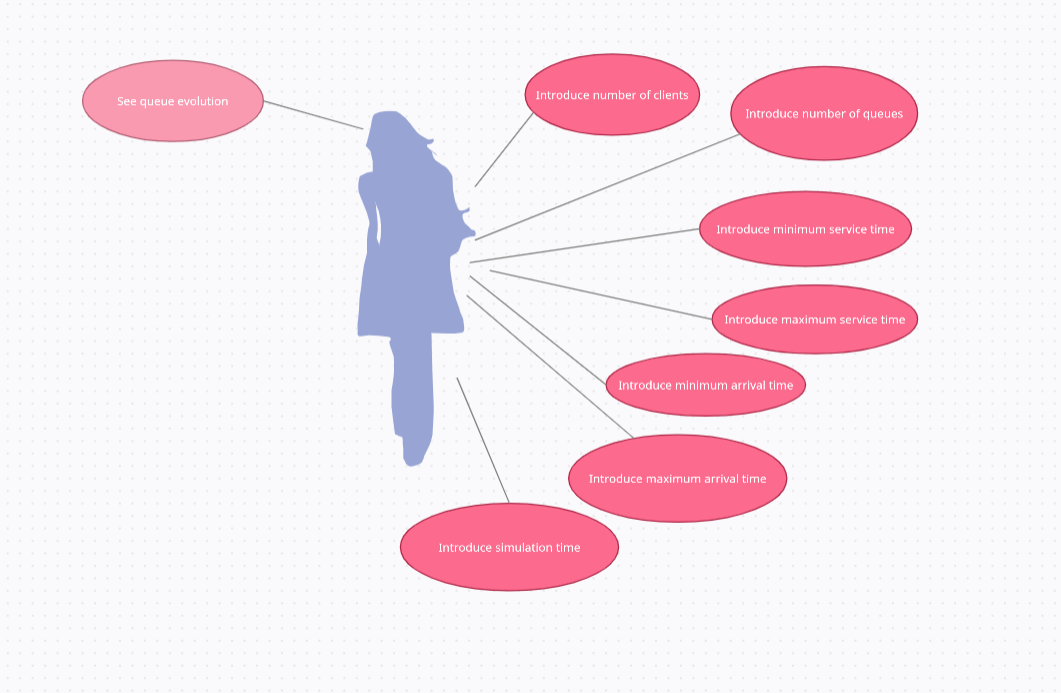 See queue evolution
Introduce number of clients
Introduce number of queues
Introduce minimum service time
Introduce maximum service time
Introduce minimum arrival time
Introduce maximum arrival time
Introduce simulation time